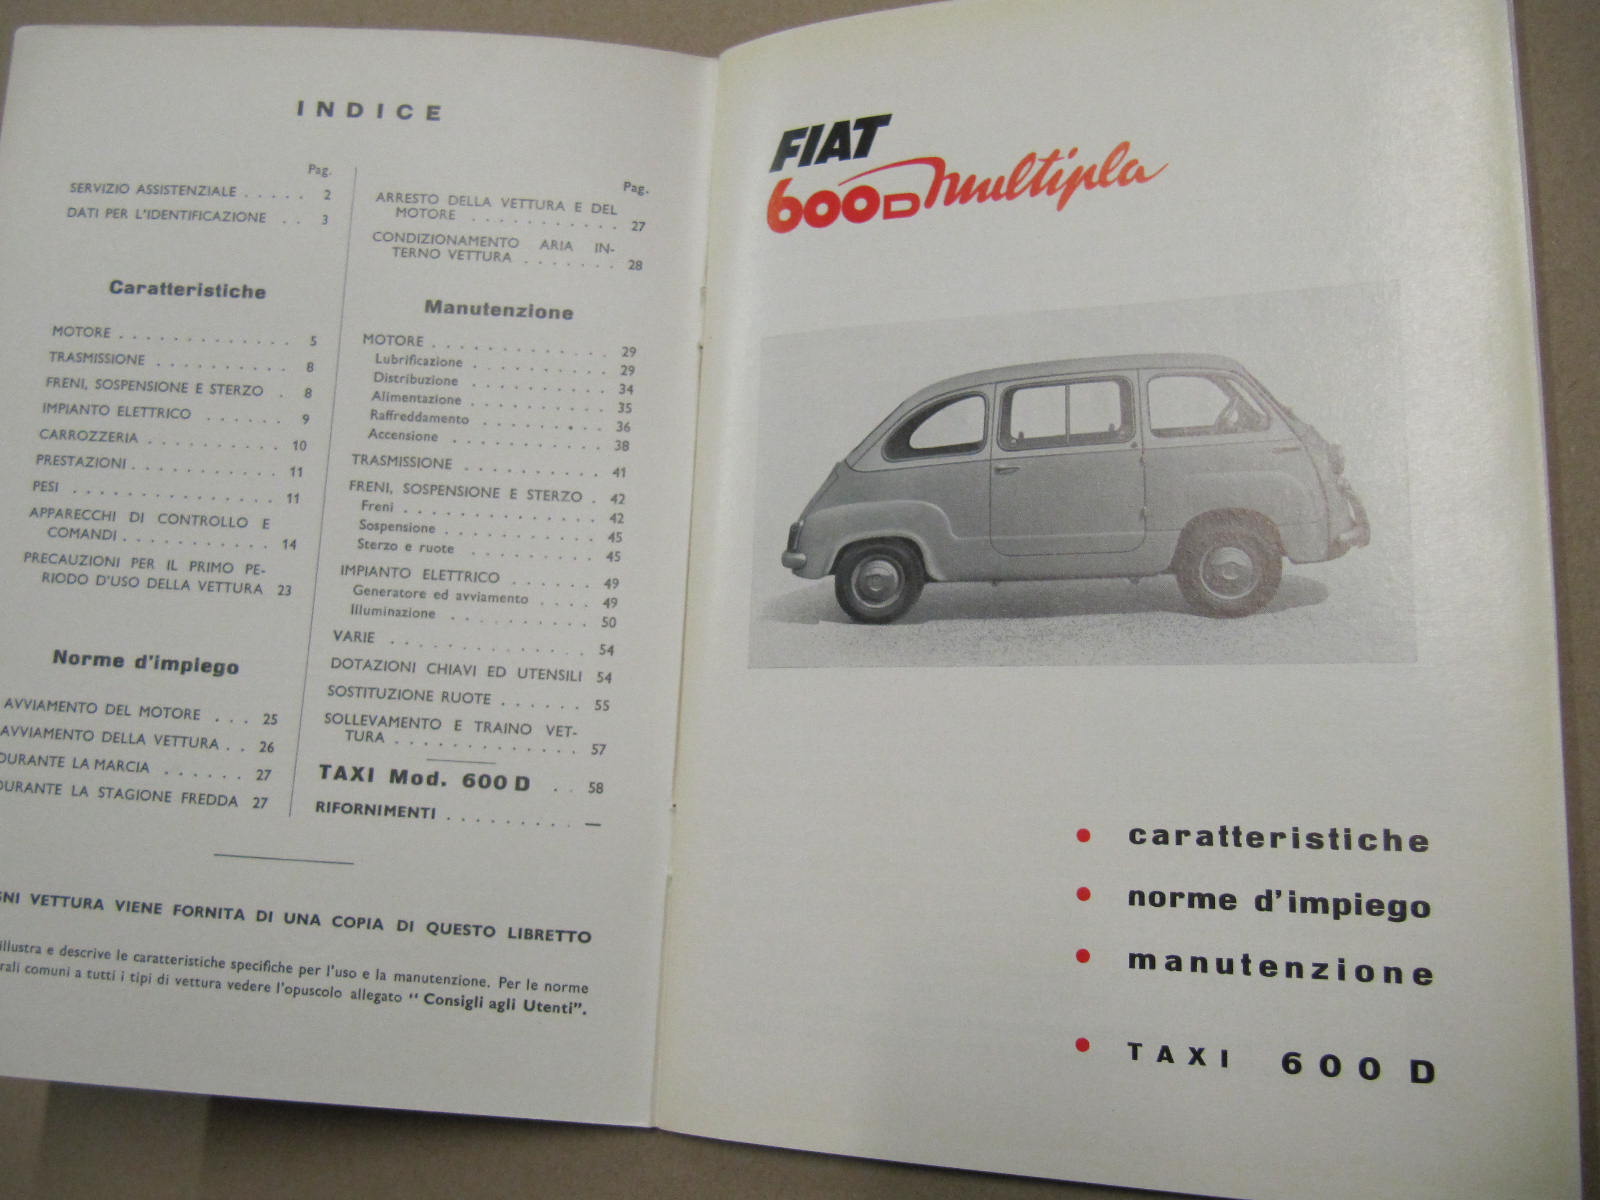 INDICE
Pag.
SERVIZIO ASSISTENZIALE . . . . . 2
DATI PER L'IDENTIFICAZIONE . . 3
Caratteristiche
MOTORE . . . . . . . . . . . . . 5
TRASMISSIONE . . . . . . . . . . 8
FRENI, SOSPENSIONE E STERZO . 8
IMPIANTO ELETTRICO . . . . . . 9
CARROZZERIA . . . . . . . . . . 10
PRESTAZIONI . . . . . . . . . . . 11
PESI . . . . . . . . . . . . . . . 11
APPARECCHI DI CONTROLLO E
COMANDI . . . . . . . . . . . 14
PRECAUZIONI PER IL PRIMO PE-
RIODO D'USO DELLA VETTURA 23
Norme d'impiego
AVVIAMENTO DEL MOTORE . . . 25
AVVIAMENTO DELLA VETTURA . . 26
DURANTE LA MARCIA . . . . . . 27
DURANTE LA STAGIONE FREDDA 27
Pag.
ARRESTO DELLA VETTURA E DEL
MOTORE . . . . . . . . . . . . 27
CONDIZIONAMENTO ARIA IN-
TERNO VETTURA . . . . . . . 28
Manutenzione
MOTORE . . . . . . . . . . . . . 29
Lubrificazione . . . . . . . . . . 29
Distribuzione . . . . . . . . . . 34
Alimentazione . . . . . . . . . . 35
Raffreddamento . . . . . . . . . 36
Accensione . . . . . . . . . . . 38
TRASMISSIONE . . . . . . . . . . 41
FRENI, SOSPENSIONE E STERZO . 42
Freni . . . . . . . . . . . . . . 42
Sospensione . . . . . . . . . . . 45
Sterzo e ruote . . . . . . . . . 45
IMPIANTO ELETTRICO . . . . . . 49
Generatore ed avviamento . . . . 49
Illuminazione . . . . . . . . . . 50
VARIE . . . . . . . . . . . . . . 54
DOTAZIONI CHIAVI ED UTENSILI 54
SOSTITUZIONE RUOTE . . . . . . 55
SOLLEVAMENTO E TRAINO VET-
TURA . . . . . . . . . . . . . 57
TAXI Mod. 600 D . . 58
RIFORNIMENTI . . . . . . . . . . —
GNI VETTURA VIENE FORNITA DI UNA COPIA DI QUESTO LIBRETTO
illustra e descrive le caratteristiche specifiche per l'uso e la manutenzione. Per le norme
rali comuni a tutti i tipi di vettura vedere l'opuscolo allegato "Consigli agli Utenti".
FIAT
600D multipla
• caratteristiche
• norme d'impiego
• manutenzione
• TAXI 600 D